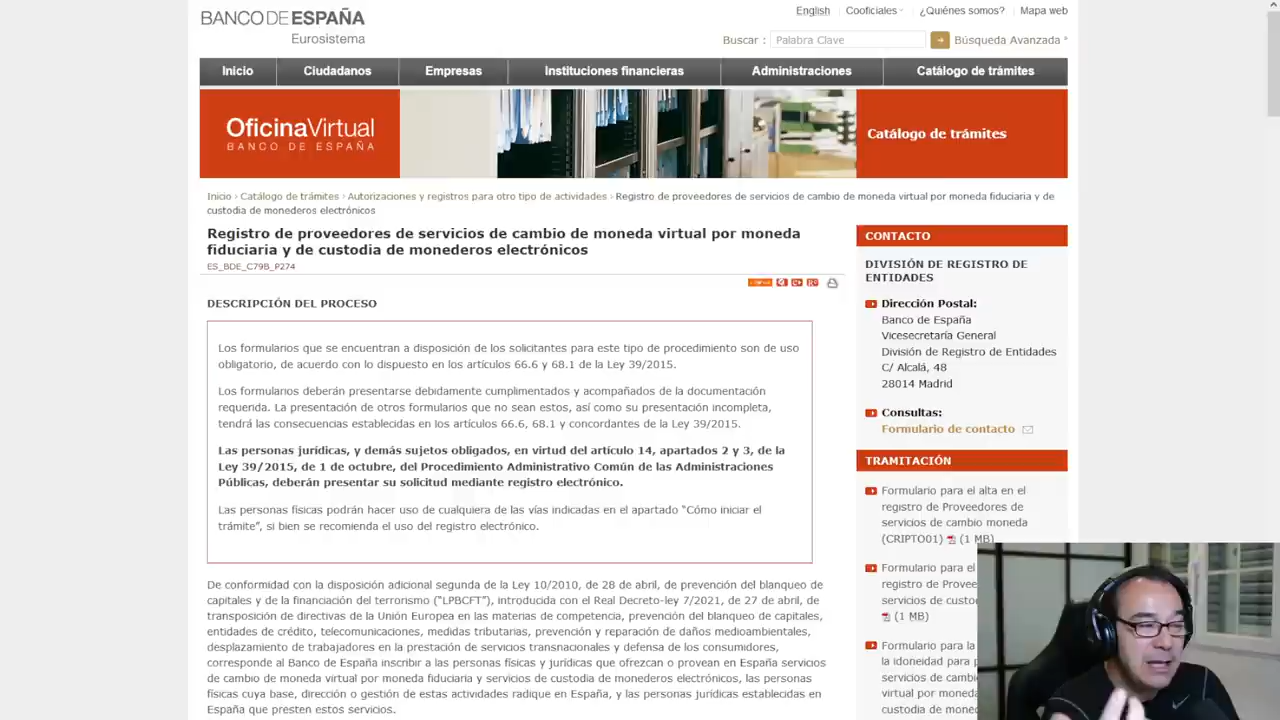 BANCO DE ESPAÑA
Eurosistema
English
Cooficiales
¿Quiénes somos?
Mapa web
Buscar :
Palabra Clave
Búsqueda Avanzada
Inicio
Ciudadanos
Empresas
Instituciones financieras
Administraciones
Catálogo de trámites
OficinaVirtual
BANCO DE ESPAÑA
Catálogo de trámites
Inicio › Catálogo de trámites › Autorizaciones y registros para otro tipo de actividades › Registro de proveedores de servicios de cambio de moneda virtual por moneda fiduciaria y de
custodia de monederos electrónicos
Registro de proveedores de servicios de cambio de moneda virtual por moneda
fiduciaria y de custodia de monederos electrónicos
ES_BDE_C79B_P274
DESCRIPCIÓN DEL PROCESO
Los formularios que se encuentran a disposición de los solicitantes para este tipo de procedimiento son de uso
obligatorio, de acuerdo con lo dispuesto en los artículos 66.6 y 68.1 de la Ley 39/2015.
Los formularios deberán presentarse debidamente cumplimentados y acompañados de la documentación
requerida. La presentación de otros formularios que no sean estos, así como su presentación incompleta,
tendrá las consecuencias establecidas en los artículos 66.6, 68.1 y concordantes de la Ley 39/2015.
Las personas jurídicas, y demás sujetos obligados, en virtud del artículo 14, apartados 2 y 3, de la
Ley 39/2015, de 1 de octubre, del Procedimiento Administrativo Común de las Administraciones
Públicas, deberán presentar su solicitud mediante registro electrónico.
Las personas físicas podrán hacer uso de cualquiera de las vías indicadas en el apartado “Cómo iniciar el
trámite”, si bien se recomienda el uso del registro electrónico.
De conformidad con la disposición adicional segunda de la Ley 10/2010, de 28 de abril, de prevención del blanqueo de
capitales y de la financiación del terrorismo (“LPBCFT”), introducida con el Real Decreto-ley 7/2021, de 27 de abril, de
transposición de directivas de la Unión Europea en las materias de competencia, prevención del blanqueo de capitales,
entidades de crédito, telecomunicaciones, medidas tributarias, prevención y reparación de daños medioambientales,
desplazamiento de trabajadores en la prestación de servicios transnacionales y defensa de los consumidores,
corresponde al Banco de España inscribir a las personas físicas y jurídicas que ofrezcan o provean en España servicios
de cambio de moneda virtual por moneda fiduciaria y servicios de custodia de monederos electrónicos, las personas
físicas cuya base, dirección o gestión de estas actividades radique en España, y las personas jurídicas establecidas en
España que presten estos servicios.
CONTACTO
DIVISIÓN DE REGISTRO DE
ENTIDADES
Dirección Postal:
Banco de España
Vicesecretaría General
División de Registro de Entidades
C/ Alcalá, 48
28014 Madrid
Consultas:
Formulario de contacto
TRAMITACIÓN
Formulario para el alta en el
registro de Proveedores de
servicios de cambio moneda
(CRIPTO01) (1 MB)
Formulario para el
registro de Provee
servicios de custo
(1 MB)
Formulario para la
la idoneidad para p
servicios de camb
virtual por moneda
custodia de mone